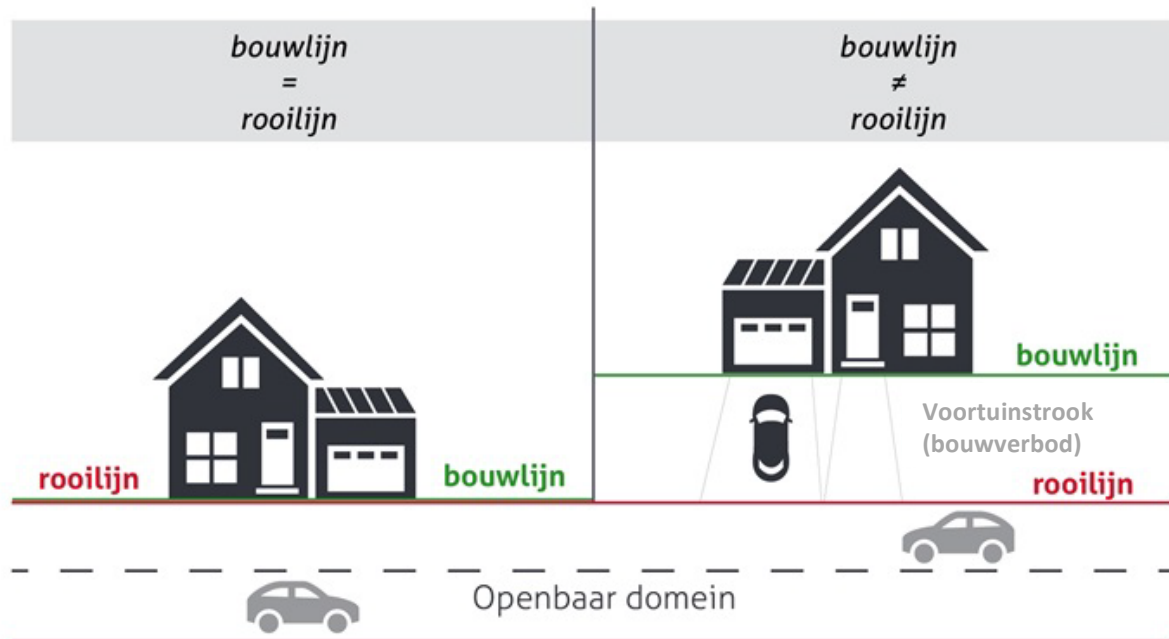 bouwlijn
=
rooilijn
bouwlijn
≠
rooilijn
rooilijn
bouwlijn
bouwlijn
Voortuinstrook
(bouwverbod)
rooilijn
Openbaar domein